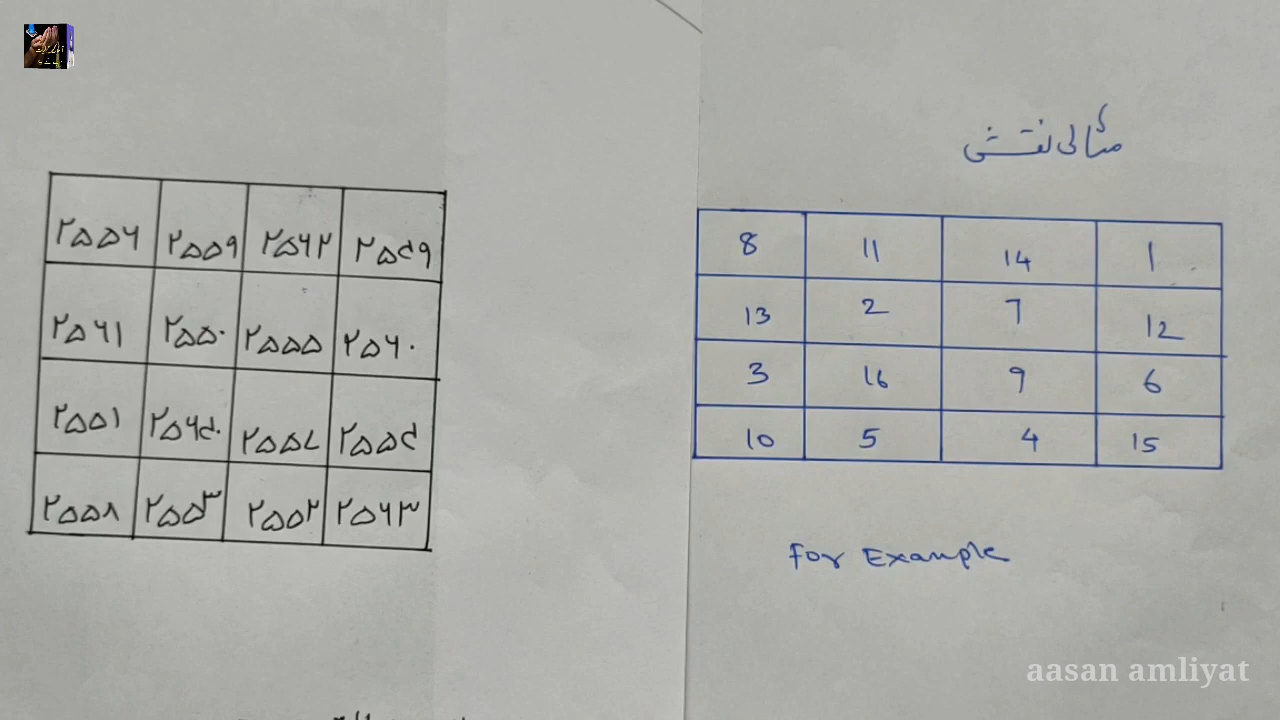 ۲۵۵۶ ۲۵۵۹ ۲۵۶۲ ۲۵۴۹
۲۵۶۱ ۲۵۵۰ ۲۵۵۵ ۲۵۶۰
۲۵۵۱ ۲۵۶۴ ۲۵۵۷ ۲۵۵۴
۲۵۵۸ ۲۵۵۳ ۲۵۵۲ ۲۵۶۳
مثالی نقش
8 11 14 1
13 2 7 12
3 16 9 6
10 5 4 15
For Example
aasan amliyat